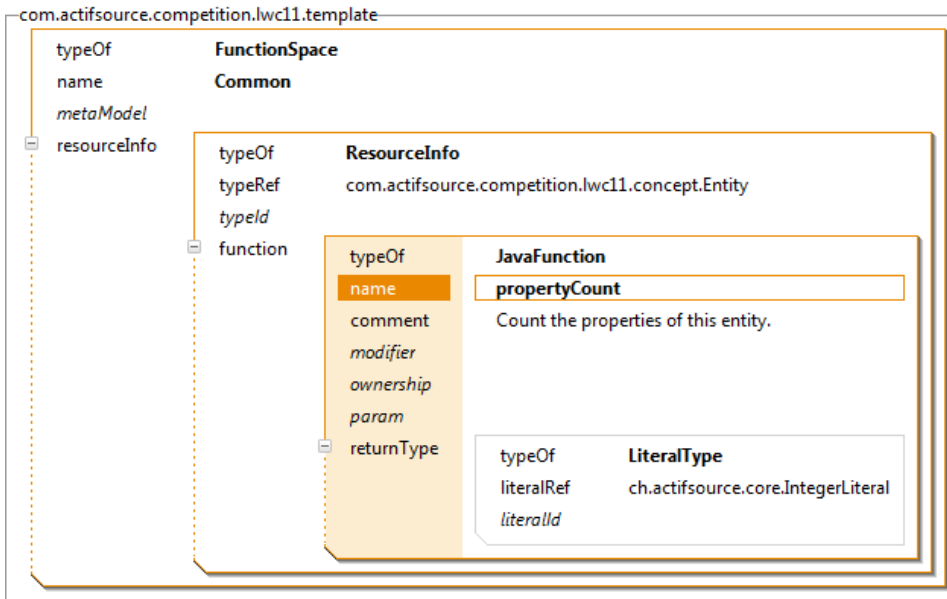 com.actifsource.competition.lwc11.template
typeOf FunctionSpace
name Common
metaModel
resourceInfo
typeOf ResourceInfo
typeRef com.actifsource.competition.lwc11.concept.Entity
typeId
function
typeOf JavaFunction
name propertyCount
comment Count the properties of this entity.
modifier
ownership
param
returnType
typeOf LiteralType
literalRef ch.actifsource.core.IntegerLiteral
literalId